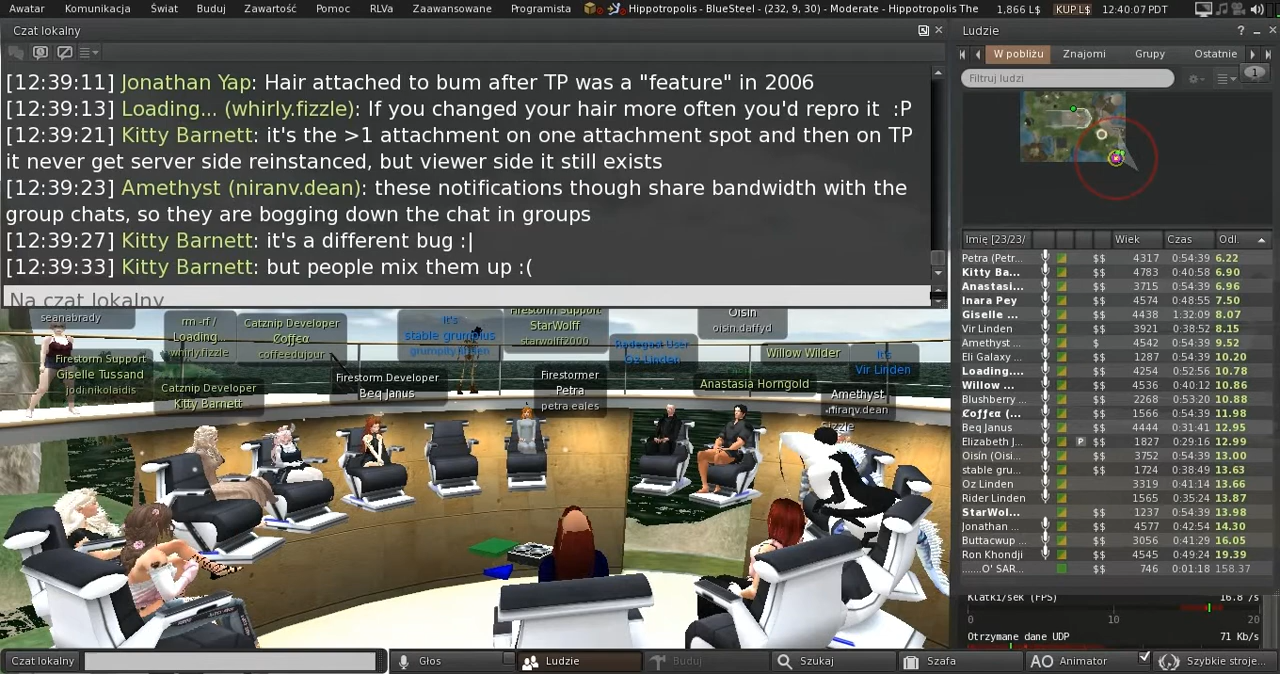 Awatar Komunikacja Świat Buduj Zawartość Pomoc RLVa Zaawansowane Programista Hippotropolis - BlueSteel - (232, 9, 30) - Moderate - Hippotropolis The 1,866 L$ KUP L$ 12:40:07 PDT
Czat lokalny
[12:39:11] Jonathan Yap: Hair attached to bum after TP was a "feature" in 2006
[12:39:13] Loading... (whirly.fizzle): If you changed your hair more often you'd repro it :P
[12:39:21] Kitty Barnett: it's the >1 attachment on one attachment spot and then on TP
it never get server side reinstanced, but viewer side it still exists
[12:39:23] Amethyst (niranv.dean): these notifications though share bandwidth with the
group chats, so they are bogging down the chat in groups
[12:39:27] Kitty Barnett: it's a different bug :|
[12:39:33] Kitty Barnett: but people mix them up :(
Na czat lokalny
seanabrady
Firestorm Support
Giselle Tussand
jodi.nikolaidis
rm -rf /
Loading...
whirly.fizzle
Catznip Developer
Kitty Barnett
Catznip Developer
Coffee
coffeedujour
Firestorm Developer
Beq Janus
It's
stable grumpius
Firestorm Support
StarWolff
starwolff2000
Firestormer
Petra
petra.eales
Radegast User
Oz Linden
Oisin
oisin.daffyd
Anastasia Horngold
Willow Wilder
It's
Vir Linden
Amethyst
niranv.dean
Ludzie
W pobliżu Znajomi Grupy Ostatnie 1
Filtruj ludzi
Imię [23/23/ Wiek Czas Odl.
Petra (Petr... $$ 4317 0:54:39 6.22
Kitty Ba... $$ 4783 0:40:58 6.90
Anastasi... $$ 3715 0:54:39 6.96
Inara Pey $$ 4574 0:48:55 7.50
Giselle ... $$ 4438 1:32:09 8.07
Vir Linden 3921 0:38:52 8.15
Amethyst ... $ 4542 0:54:39 9.52
Eli Galaxy ... $$ 1287 0:54:39 10.20
Loading.... $$ 4254 0:52:56 10.78
Willow ... $$ 4536 0:40:12 10.86
Blushberry ... $$ 2268 0:53:20 10.88
Coffee (... $$ 1566 0:54:39 11.98
Beq Janus $$ 4444 0:31:41 12.95
Elizabeth J... P $$ 1827 0:29:16 12.99
Oisín (Oisi... $$ 3752 0:54:39 13.00
stable gru... $$ 1724 0:38:49 13.63
Oz Linden 3319 0:41:14 13.66
Rider Linden 1565 0:35:24 13.87
StarWol... $$ 1237 0:54:39 13.98
Jonathan ... $$ 4577 0:42:54 14.30
Buttacwup ... $$ 3056 0:41:29 16.05
Ron Khondji $$ 4545 0:49:24 19.39
......O' SAR... $$ 746 0:01:18 158.37
Klatki/sek (FPS) 16.8 /s
0 10 20
Otrzymane dane UDP 71 Kb/s
Czat lokalny Głos Ludzie Buduj Szukaj Szafa AO Animator Szybkie stroje...